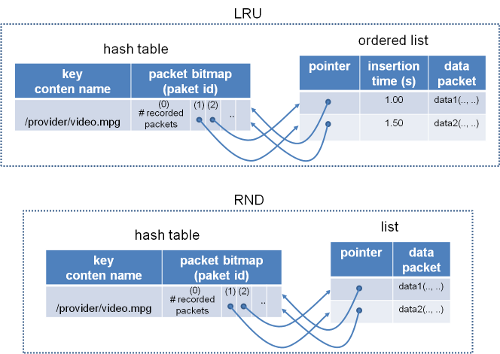 LRU
hash table
ordered list
key
conten name
packet bitmap
(paket id)
pointer
insertion
time (s)
data
packet
/provider/video.mpg
(0)
# recorded
packets
(1) (2)
..
1.00
data1(.., ..)
1.50
data2(.., ..)
RND
hash table
list
key
conten name
packet bitmap
(paket id)
pointer
data
packet
/provider/video.mpg
(0)
# recorded
packets
(1) (2)
..
data1(.., ..)
data2(.., ..)